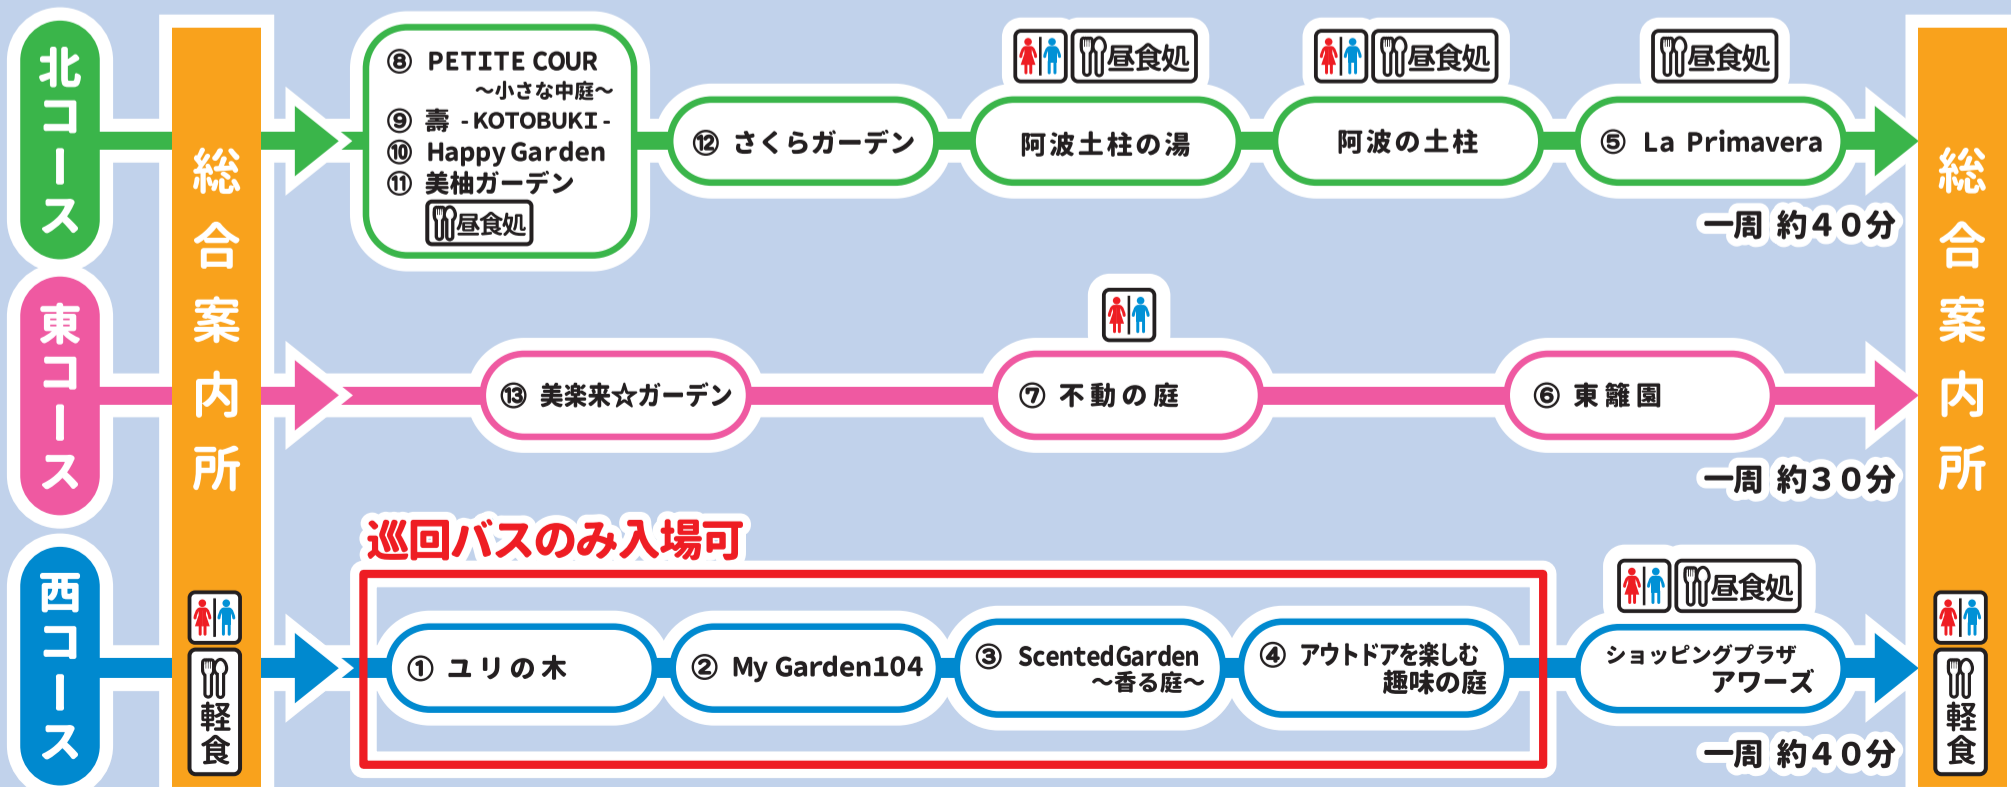 北コース
総合案内所
⑧ PETITE COUR
～小さな中庭～
⑨ 壽 -KOTOBUKI-
⑩ Happy Garden
⑪ 美柚ガーデン
昼食処
⑫ さくらガーデン
昼食処
阿波土柱の湯
昼食処
阿波の土柱
昼食処
⑤ La Primavera
一周 約40分
総合案内所
東コース
⑬ 美楽来☆ガーデン
⑦ 不動の庭
⑥ 東籬園
一周 約30分
西コース
軽食
巡回バスのみ入場可
① ユリの木
② My Garden104
③ ScentedGarden
～香る庭～
④ アウトドアを楽しむ
趣味の庭
昼食処
ショッピングプラザ
アワーズ
一周 約40分
軽食